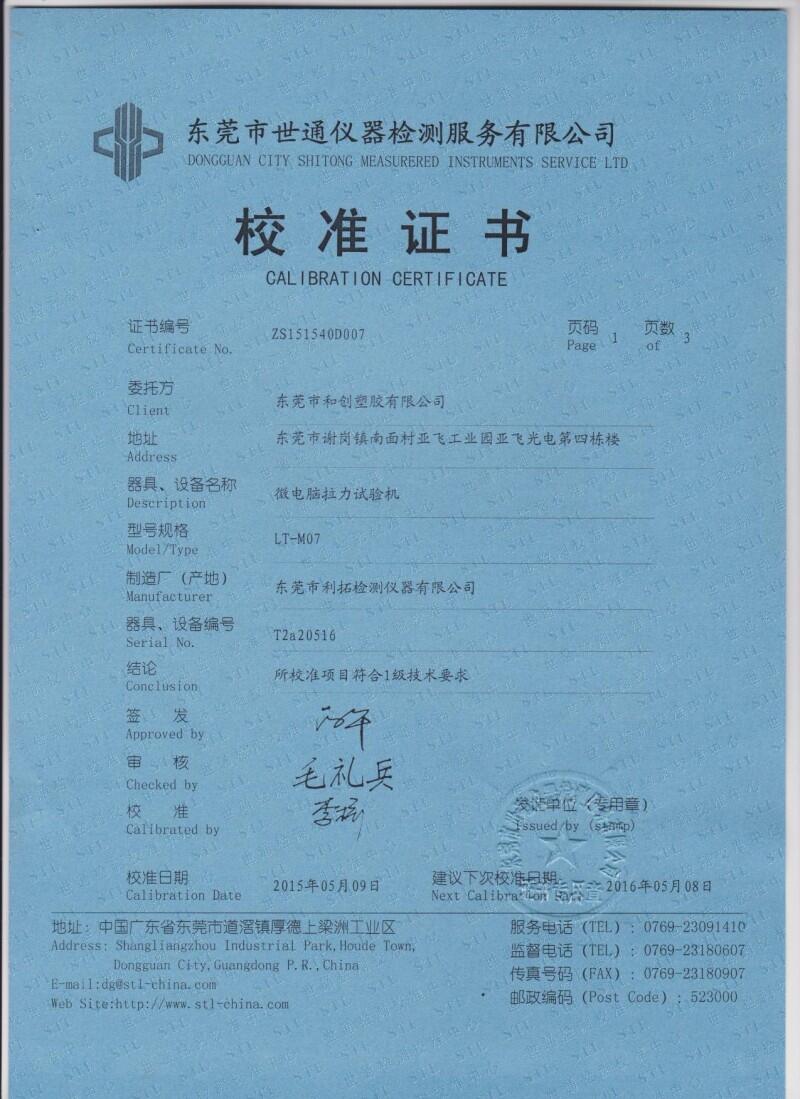 东莞市世通仪器检测服务有限公司
DONGGUAN CITY SHITONG MEASURERED INSTRUMENTS SERVICE LTD
校准证书
CALIBRATION CERTIFICATE
证书编号 ZS151540D007 页码 1 页数 3
Certificate No. Page of
委托方 东莞市和创塑胶有限公司
Client
地址 东莞市谢岗镇南面村亚飞工业园亚飞光电第四栋楼
Address
器具、设备名称 微电脑拉力试验机
Description
型号规格 LT-M07
Model/Type
制造厂(产地) 东莞市利拓检测仪器有限公司
Manufacturer
器具、设备编号 T2a20516
Serial No.
结论 所校准项目符合1级技术要求
Conclusion
签 发
Approved by
审 核 毛礼兵
Checked by
校 准
Calibrated by
发证单位(专用章)
Issued by (stamp)
校准日期 2015年05月09日 建议下次校准日期 2016年05月08日
Calibration Date Next Calibration Date
地址: 中国广东省东莞市道滘镇厚德上梁洲工业区
Address: Shangliangzhou Industrial Park,Houde Town,
Dongguan City,Guangdong P.R.,China
E-mail:dg@stl-china.com
Web Site:http://www.stl-china.com
服务电话 (TEL) : 0769-23091410
监督电话 (TEL) : 0769-23180607
传真号码 (FAX) : 0769-23180907
邮政编码 (Post Code) : 523000